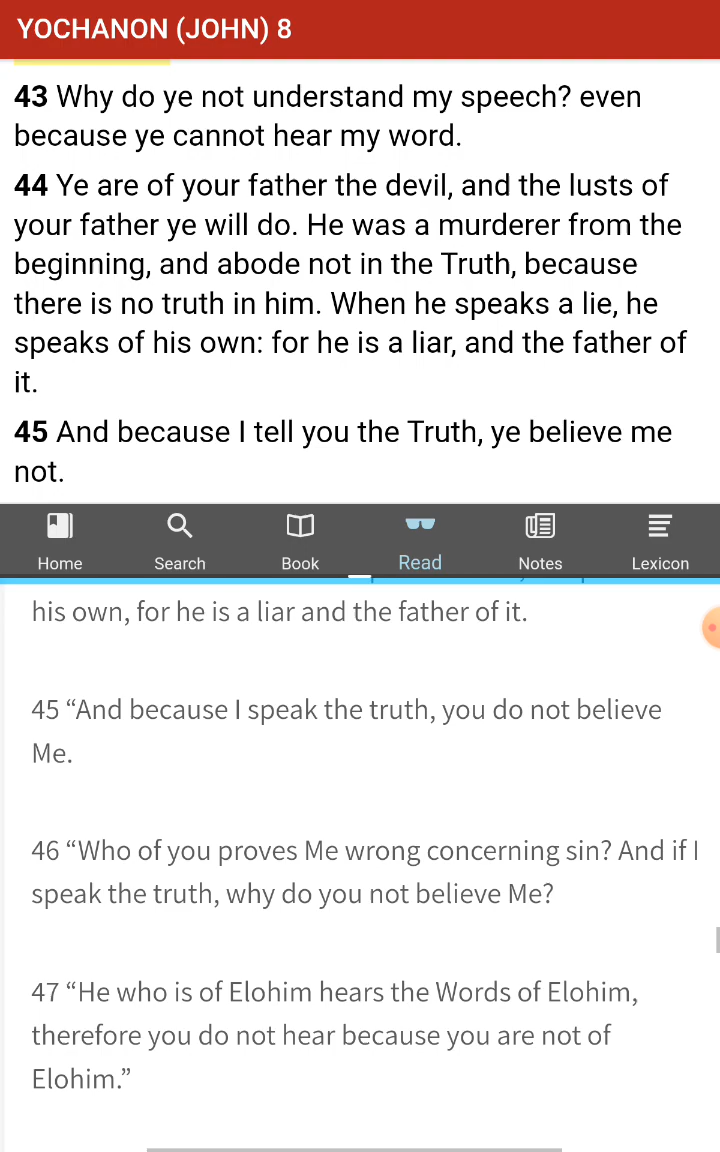 YOCHANON (JOHN) 8
43 Why do ye not understand my speech? even
because ye cannot hear my word.
44 Ye are of your father the devil, and the lusts of
your father ye will do. He was a murderer from the
beginning, and abode not in the Truth, because
there is no truth in him. When he speaks a lie, he
speaks of his own: for he is a liar, and the father of
it.
45 And because I tell you the Truth, ye believe me
not.
Home Search Book Read Notes Lexicon
his own, for he is a liar and the father of it.
45 “And because I speak the truth, you do not believe
Me.
46 “Who of you proves Me wrong concerning sin? And if I
speak the truth, why do you not believe Me?
47 “He who is of Elohim hears the Words of Elohim,
therefore you do not hear because you are not of
Elohim.”